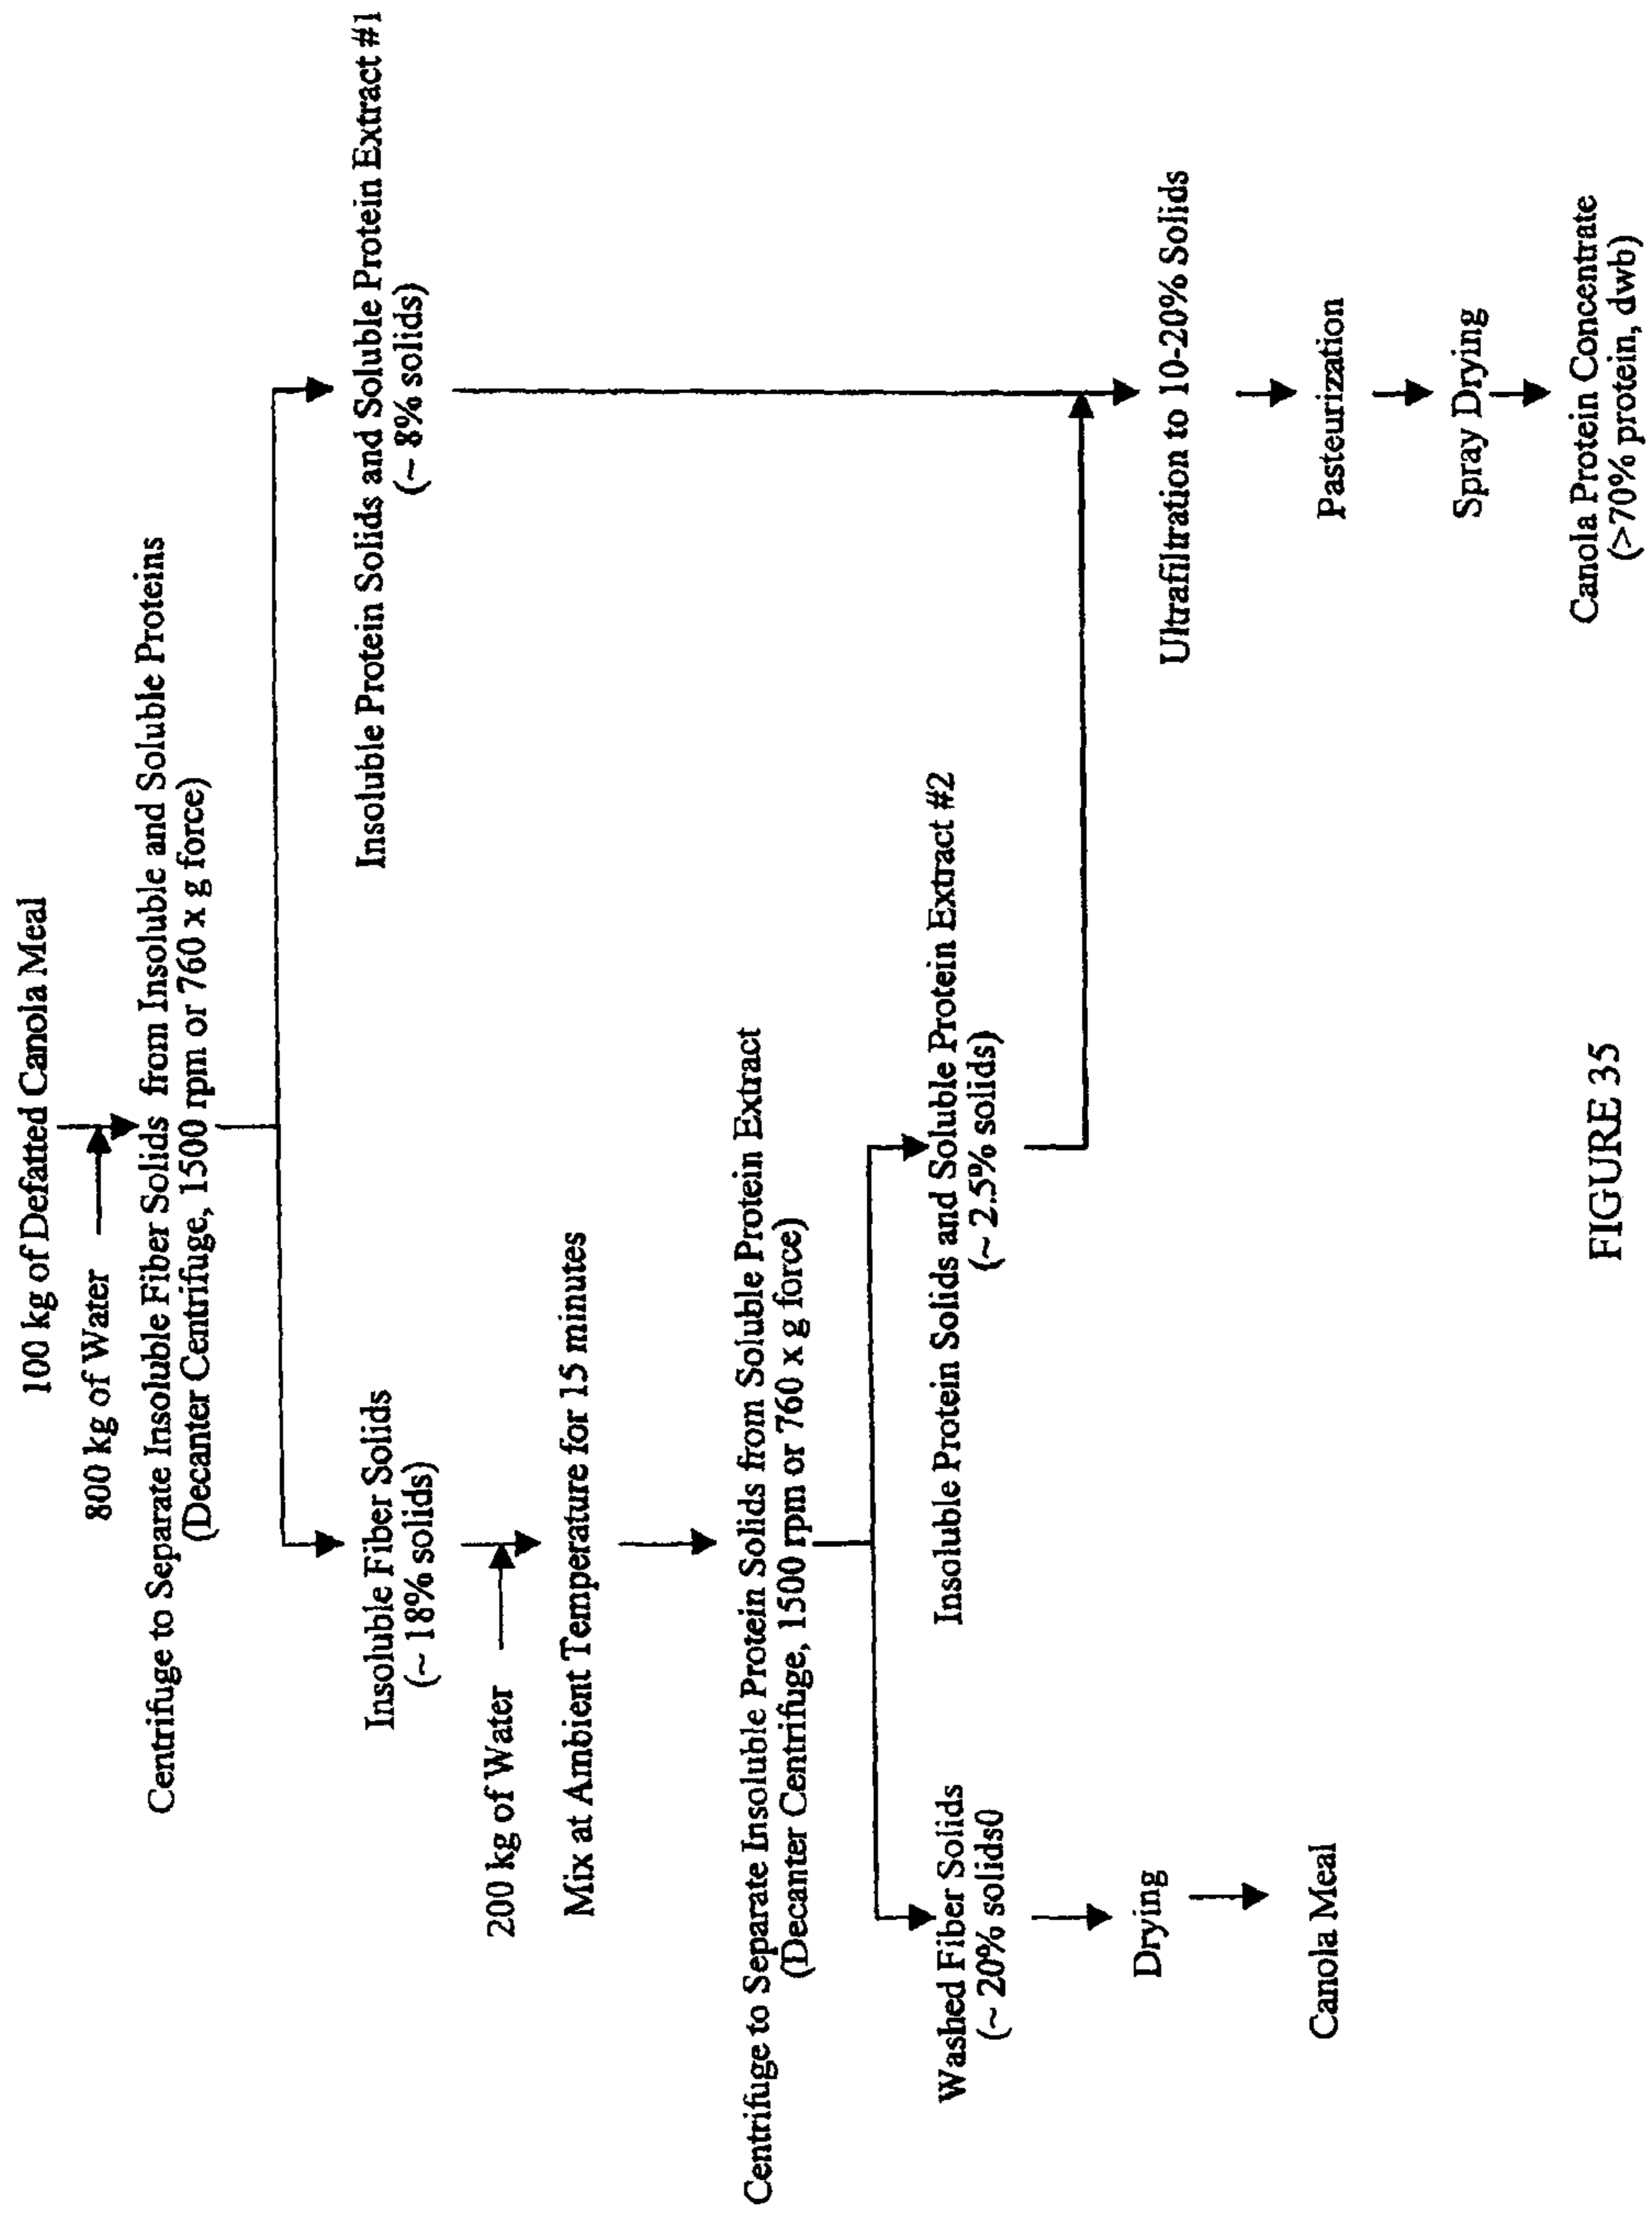 100 kg of Defatted Canola Meal
800 kg of Water
Centrifuge to Separate Insoluble Fiber Solids from Insoluble and Soluble Proteins
(Decanter Centrifuge, 1500 rpm or 760 x g force)
Insoluble Fiber Solids
(~ 18% solids)
Insoluble Protein Solids and Soluble Protein Extract #1
(~ 8% solids)
200 kg of Water
Mix at Ambient Temperature for 15 minutes
Centrifuge to Separate Insoluble Protein Solids from Soluble Protein Extract
(Decanter Centrifuge, 1500 rpm or 760 x g force)
Washed Fiber Solids
(~ 20% solids0
Insoluble Protein Solids and Soluble Protein Extract #2
(~ 2.5% solids)
Drying
Canola Meal
Ultrafiltration to 10-20% Solids
Pasteurization
Spray Drying
Canola Protein Concentrate
(>70% protein, dwb)
FIGURE 35